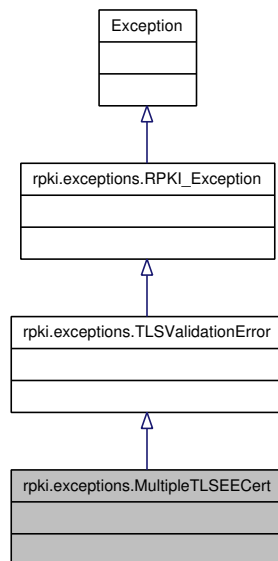 Exception
rpki.exceptions.RPKI_Exception
rpki.exceptions.TLSValidationError
rpki.exceptions.MultipleTLSEECert